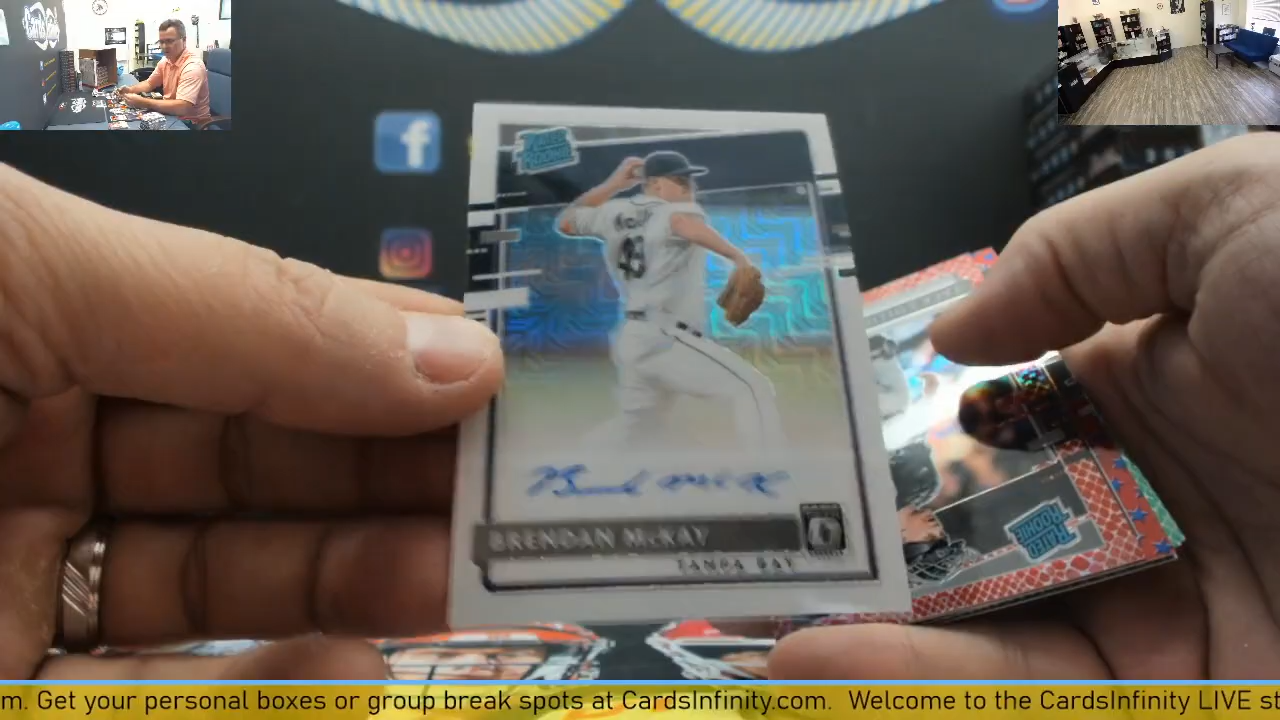 RATED
ROOKIE
49
BRENDAN McKAY
TAMPA BAY
RATED
ROOKIE
m. Get your personal boxes or group break spots at CardsInfinity.com. Welcome to the CardsInfinity LIVE st